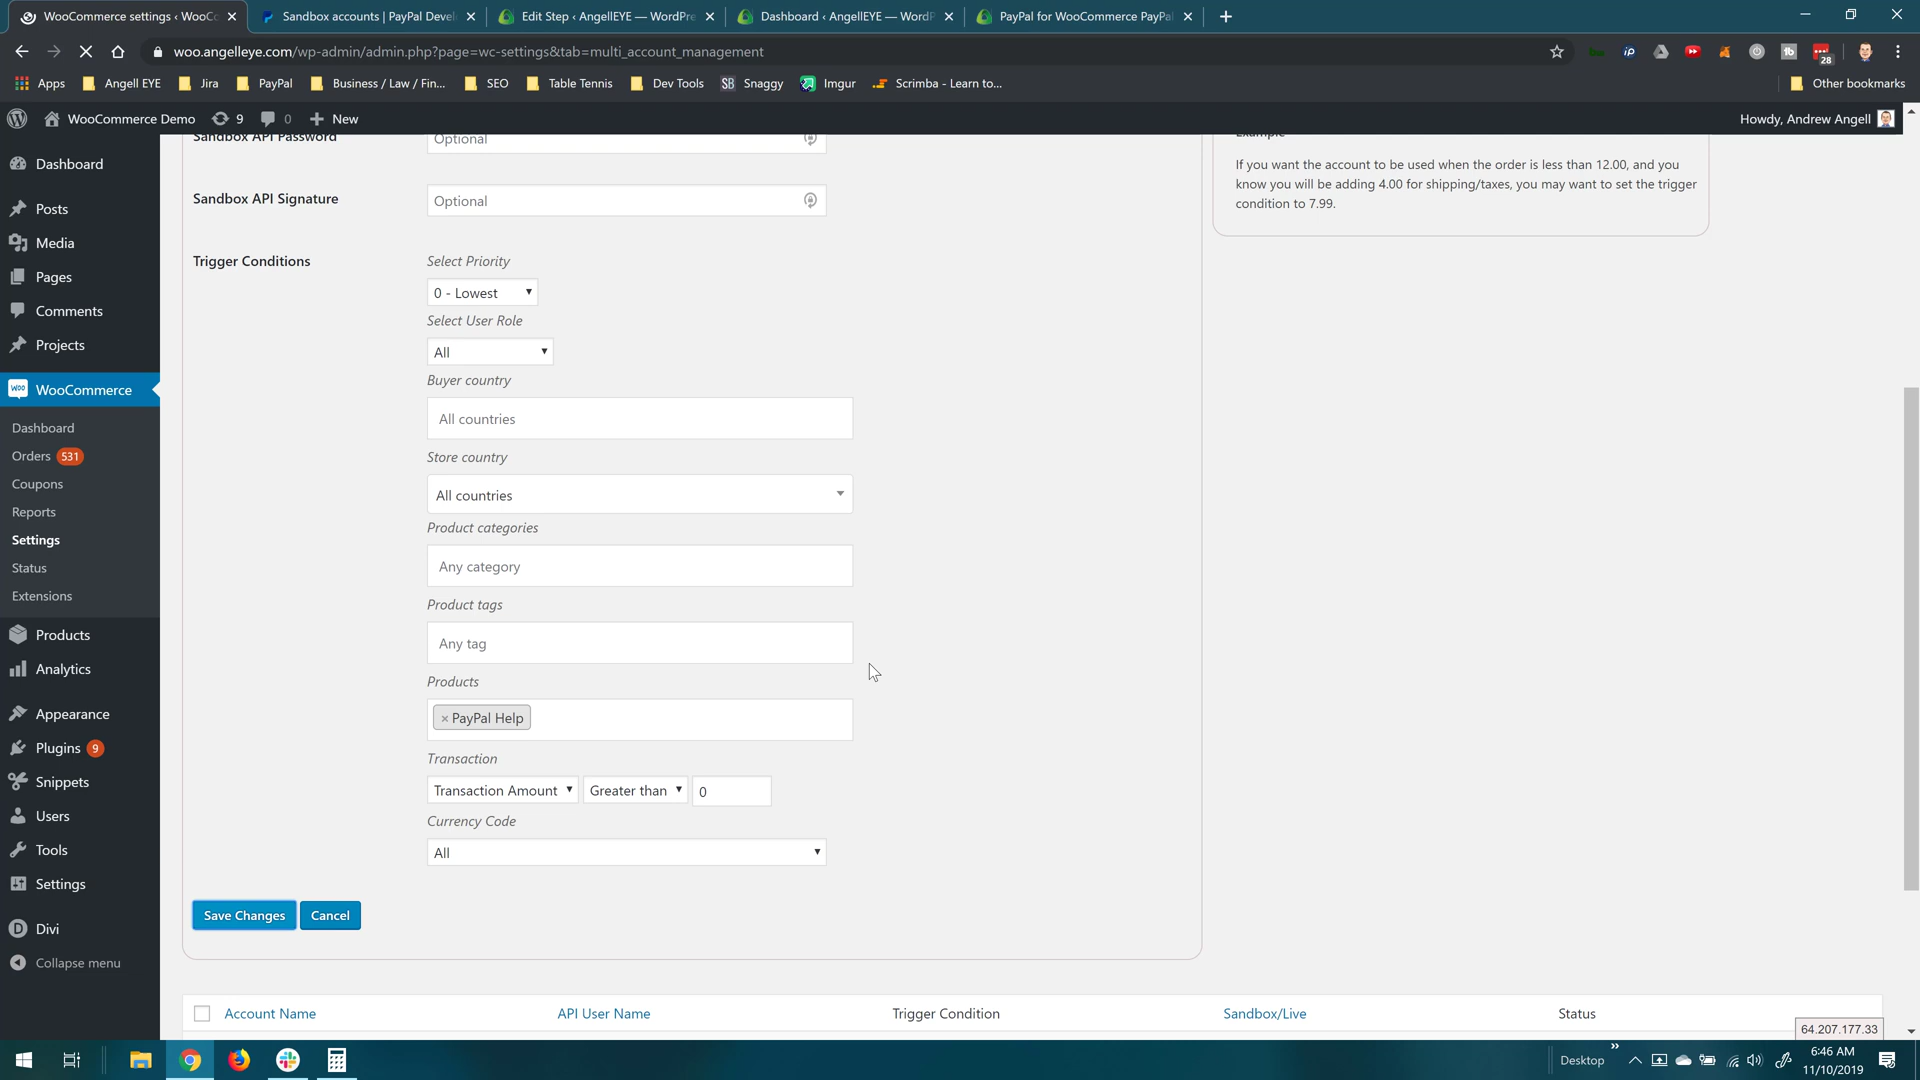 WooCommerce settings ‹ WooC
Sandbox accounts | PayPal Devel
Edit Step ‹ AngellEYE — WordPre
Dashboard ‹ AngellEYE — WordP
PayPal for WooCommerce PayPal
woo.angelleye.com/wp-admin/admin.php?page=wc-settings&tab=multi_account_management
28
Apps
Angell EYE
Jira
PayPal
Business / Law / Fin...
SEO
Table Tennis
Dev Tools
SB Snaggy
Imgur
Scrimba - Learn to...
Other bookmarks
WooCommerce Demo
9
0
New
Howdy, Andrew Angell
Dashboard
Posts
Media
Pages
Comments
Projects
WooCommerce
Dashboard
Orders 531
Coupons
Reports
Settings
Status
Extensions
Products
Analytics
Appearance
Plugins 9
Snippets
Users
Tools
Settings
Divi
Collapse menu
Sandbox API Password
Optional
Sandbox API Signature
Optional
Trigger Conditions
Select Priority
0 - Lowest
Select User Role
All
Buyer country
All countries
Store country
All countries
Product categories
Any category
Product tags
Any tag
Products
× PayPal Help
Transaction
Transaction Amount
Greater than
0
Currency Code
All
Save Changes
Cancel
Example
If you want the account to be used when the order is less than 12.00, and you
know you will be adding 4.00 for shipping/taxes, you may want to set the trigger
condition to 7.99.
Account Name
API User Name
Trigger Condition
Sandbox/Live
Status
64.207.177.33
Desktop
6:46 AM
11/10/2019